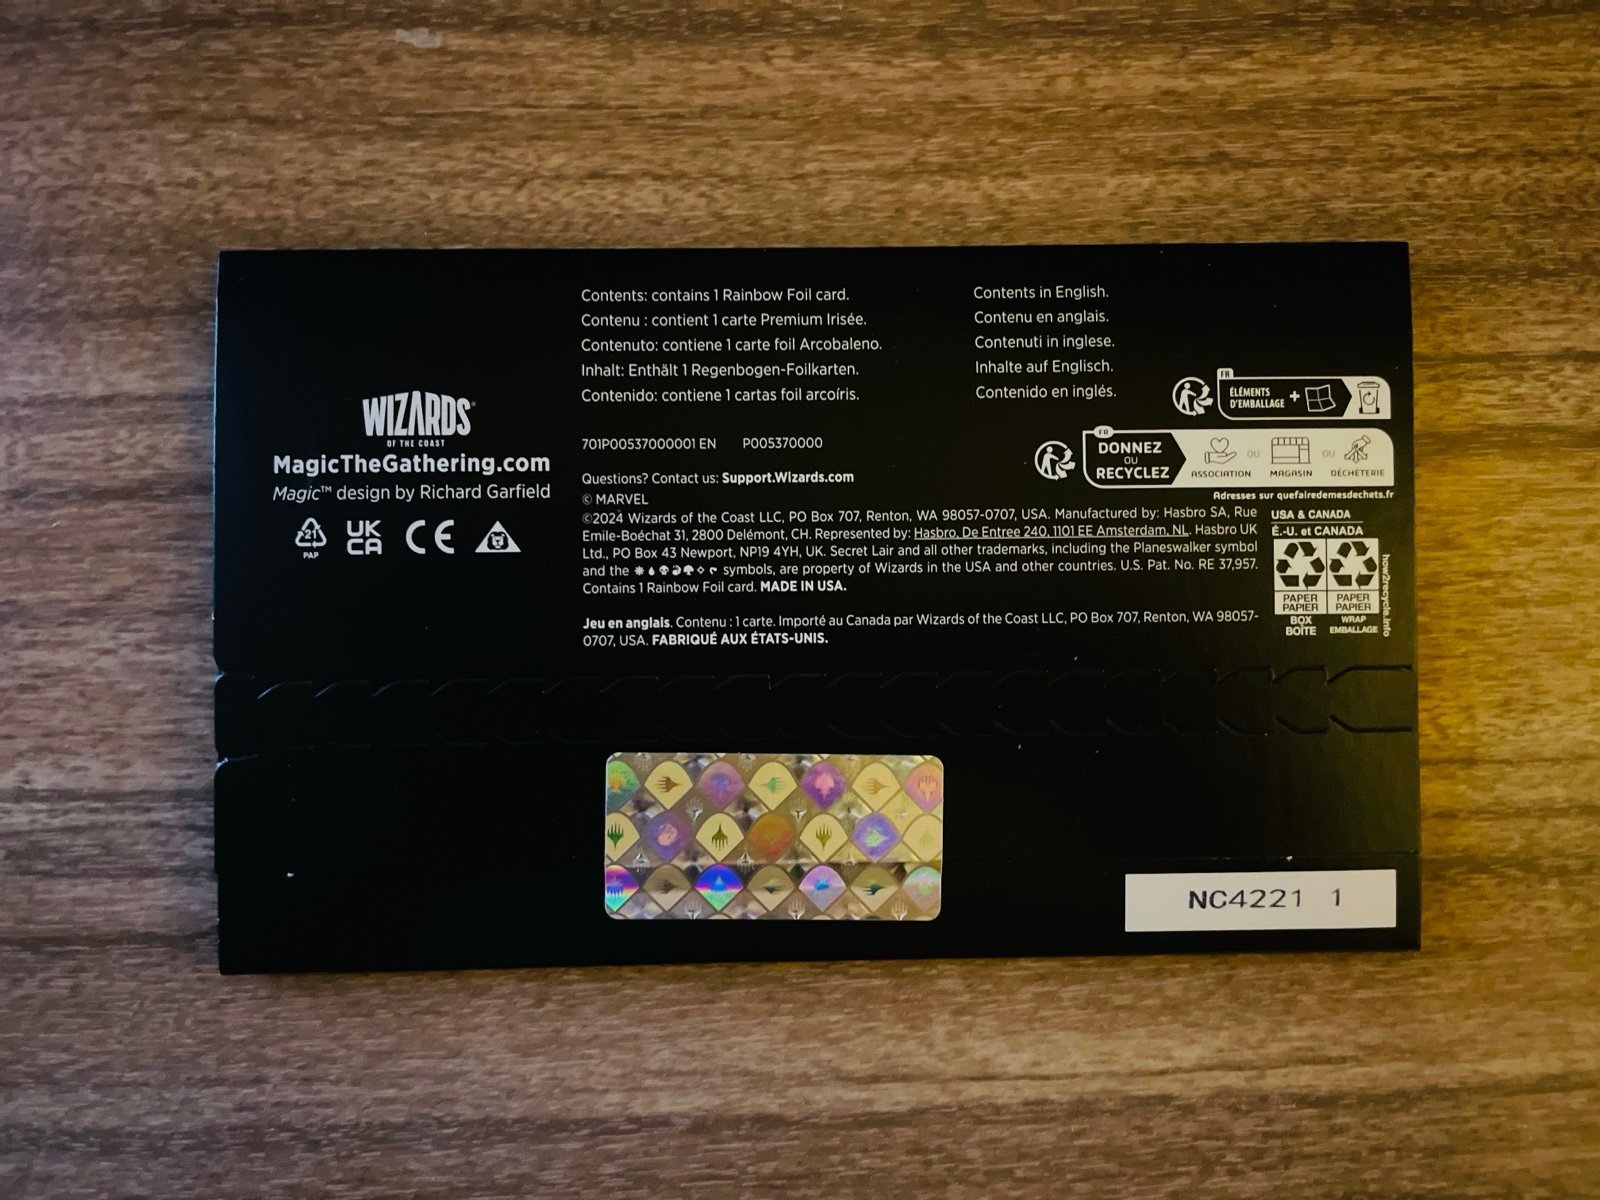 WIZARDS
OF THE COAST
MagicTheGathering.com
Magic™ design by Richard Garfield
21
PAP
UK
CA
CE
Contents: contains 1 Rainbow Foil card.
Contenu : contient 1 carte Premium Irisée.
Contenuto: contiene 1 carte foil Arcobaleno.
Inhalt: Enthält 1 Regenbogen-Foilkarten.
Contenido: contiene 1 cartas foil arcoíris.
Contents in English.
Contenu en anglais.
Contenuti in inglese.
Inhalte auf Englisch.
Contenido en inglés.
701P00537000001 EN P005370000
Questions? Contact us: Support.Wizards.com
© MARVEL
©2024 Wizards of the Coast LLC, PO Box 707, Renton, WA 98057-0707, USA. Manufactured by: Hasbro SA, Rue
Emile-Boéchat 31, 2800 Delémont, CH. Represented by: Hasbro, De Entree 240, 1101 EE Amsterdam, NL. Hasbro UK
Ltd., PO Box 43 Newport, NP19 4YH, UK. Secret Lair and all other trademarks, including the Planeswalker symbol
and the symbols, are property of Wizards in the USA and other countries. U.S. Pat. No. RE 37,957.
Contains 1 Rainbow Foil card. MADE IN USA.
Jeu en anglais. Contenu : 1 carte. Importé au Canada par Wizards of the Coast LLC, PO Box 707, Renton, WA 98057-
0707, USA. FABRIQUÉ AUX ÉTATS-UNIS.
FR
ÉLÉMENTS
D'EMBALLAGE +
FR
DONNEZ
OU
RECYCLEZ
ASSOCIATION OU MAGASIN OU DÉCHÈTERIE
Adresses sur quefairedemesdechets.fr
USA & CANADA
É.-U. et CANADA
PAPER
PAPIER
PAPER
PAPIER
BOX
BOÎTE
WRAP
EMBALLAGE
how2recycle.info
NC4221 1